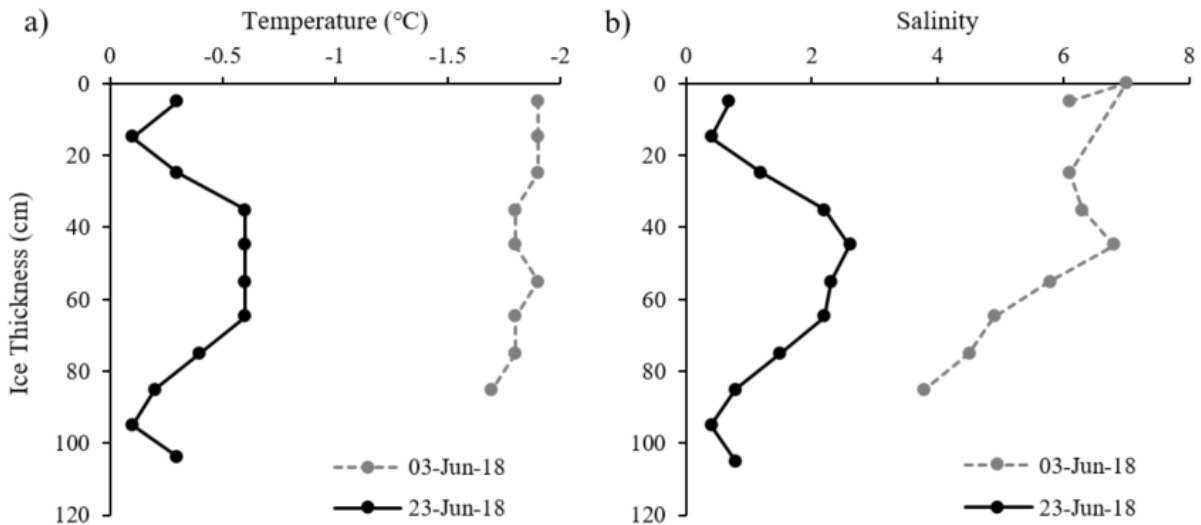 a)
Temperature (°C)
0 -0.5 -1 -1.5 -2
Ice Thickness (cm)
0
20
40
60
80
100
120
03-Jun-18
23-Jun-18
b)
Salinity
0 2 4 6 8
0
20
40
60
80
100
120
03-Jun-18
23-Jun-18